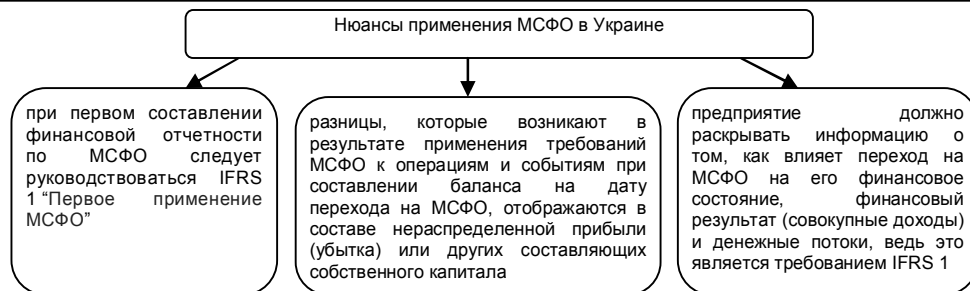 Нюансы применения МСФО в Украине
при первом составлении
финансовой отчетности
по МСФО следует
руководствоваться IFRS
1 “Первое применение
МСФО”
разницы, которые возникают в
результате применения требований
МСФО к операциям и событиям при
составлении баланса на дату
перехода на МСФО, отображаются в
составе нераспределенной прибыли
(убытка) или других составляющих
собственного капитала
предприятие должно
раскрывать информацию о
том, как влияет переход на
МСФО на его финансовое
состояние, финансовый
результат (совокупные доходы)
и денежные потоки, ведь это
является требованием IFRS 1